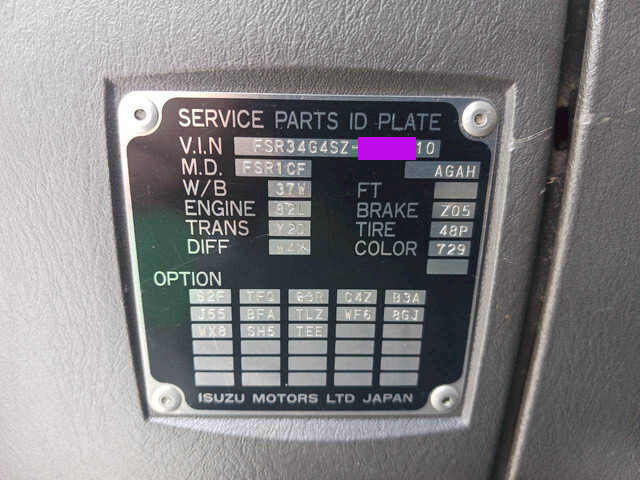 SERVICE PARTS ID PLATE
V.I.N FSR34G4SZ- 10
M.D. FSR1CF AGAH
W/B 37W FT
ENGINE 82L BRAKE Z05
TRANS TIRE 48P
DIFF COLOR 729
OPTION
S2F TFQ C4Z B3A
J55 BFA TLZ WF6 8GJ
WX8 SH5 TEE
ISUZU MOTORS LTD JAPAN